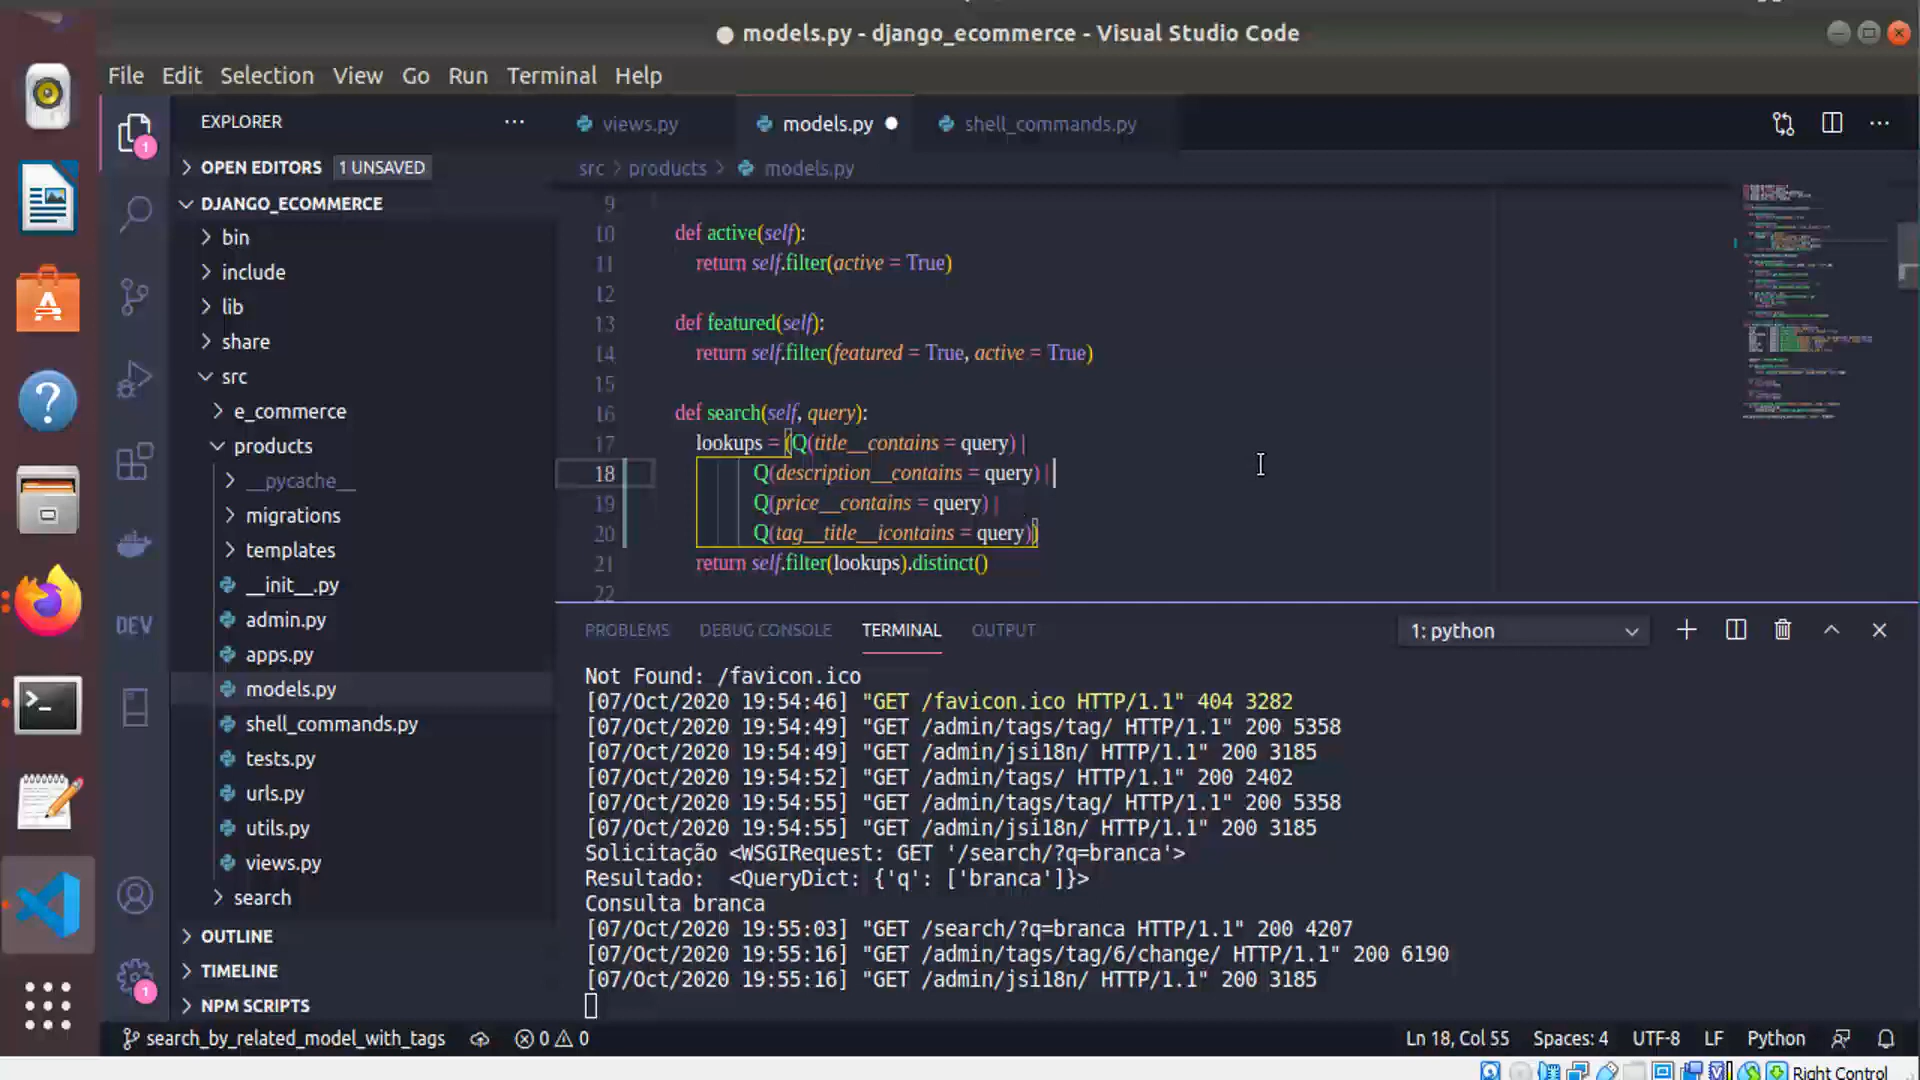 models.py - django_ecommerce - Visual Studio Code
File Edit Selection View Go Run Terminal Help
EXPLORER
OPEN EDITORS 1 UNSAVED
DJANGO_ECOMMERCE
bin
include
lib
share
src
e_commerce
products
__pycache__
migrations
templates
__init__.py
admin.py
apps.py
models.py
shell_commands.py
tests.py
urls.py
utils.py
views.py
search
OUTLINE
TIMELINE
NPM SCRIPTS
1
DEV
1
views.py models.py shell_commands.py
src > products > models.py
9
10 def active(self):
11 return self.filter(active = True)
12
13 def featured(self):
14 return self.filter(featured = True, active = True)
15
16 def search(self, query):
17 lookups = (Q(title__contains = query) |
18 Q(description__contains = query) |
19 Q(price__contains = query) |
20 Q(tag__title__icontains = query))
21 return self.filter(lookups).distinct()
22
PROBLEMS DEBUG CONSOLE TERMINAL OUTPUT 1: python
Not Found: /favicon.ico
[07/Oct/2020 19:54:46] "GET /favicon.ico HTTP/1.1" 404 3282
[07/Oct/2020 19:54:49] "GET /admin/tags/tag/ HTTP/1.1" 200 5358
[07/Oct/2020 19:54:49] "GET /admin/jsi18n/ HTTP/1.1" 200 3185
[07/Oct/2020 19:54:52] "GET /admin/tags/ HTTP/1.1" 200 2402
[07/Oct/2020 19:54:55] "GET /admin/tags/tag/ HTTP/1.1" 200 5358
[07/Oct/2020 19:54:55] "GET /admin/jsi18n/ HTTP/1.1" 200 3185
Solicitação <WSGIRequest: GET '/search/?q=branca'>
Resultado:  <QueryDict: {'q': ['branca']}>
Consulta branca
[07/Oct/2020 19:55:03] "GET /search/?q=branca HTTP/1.1" 200 4207
[07/Oct/2020 19:55:16] "GET /admin/tags/tag/6/change/ HTTP/1.1" 200 6190
[07/Oct/2020 19:55:16] "GET /admin/jsi18n/ HTTP/1.1" 200 3185
search_by_related_model_with_tags 0 0 Ln 18, Col 55 Spaces: 4 UTF-8 LF Python
Right Control